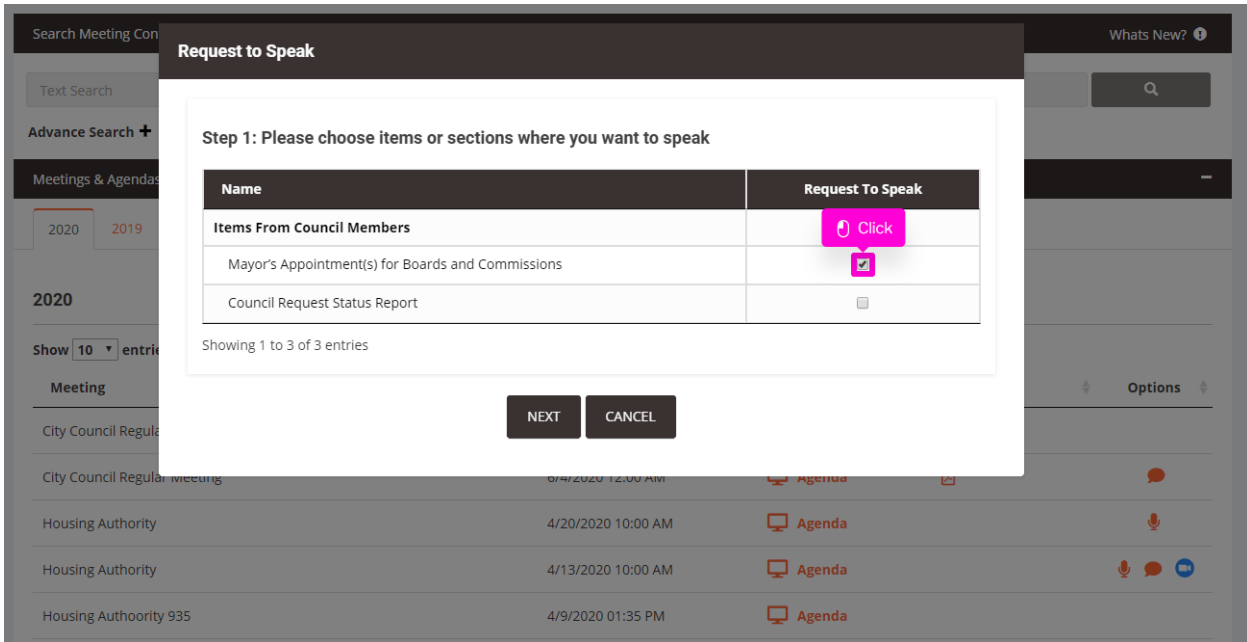 Search Meeting Con
Whats New?
Request to Speak
Text Search
Advance Search
Step 1: Please choose items or sections where you want to speak
Meetings & Agendas
Name Request To Speak
2020 2019
Items From Council Members
Click
Mayor's Appointment(s) for Boards and Commissions
Council Request Status Report
2020
Showing 1 to 3 of 3 entries
Show 10 entrie
Meeting Options
NEXT CANCEL
City Council Regula
City Council Regular Meeting 6/4/2020 12:00 AM Agenda
Housing Authority 4/20/2020 10:00 AM Agenda
Housing Authority 4/13/2020 10:00 AM Agenda
Housing Authoority 935 4/9/2020 01:35 PM Agenda